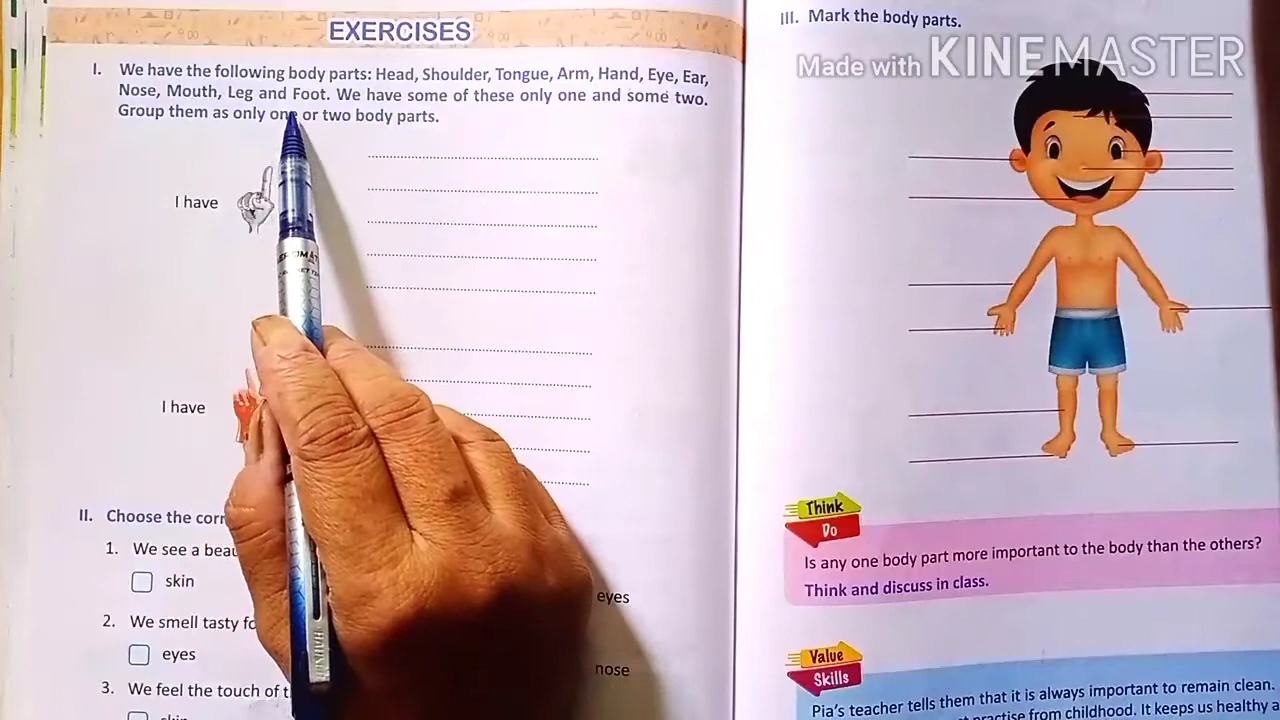 EXERCISES
I. We have the following body parts: Head, Shoulder, Tongue, Arm, Hand, Eye, Ear,
Nose, Mouth, Leg and Foot. We have some of these only one and some two.
Group them as only one or two body parts.
I have
I have
II. Choose the
1. We see a
skin
eyes
2. We smell tasty
eyes
nose
3. We feel the touch of
skin
III. Mark the body parts.
Made with KINEMASTER
Think
Do
Is any one body part more important to the body than the others?
Think and discuss in class.
Value
Skills
Pia's teacher tells them that it is always important to remain clean.
practise from childhood. It keeps us healthy